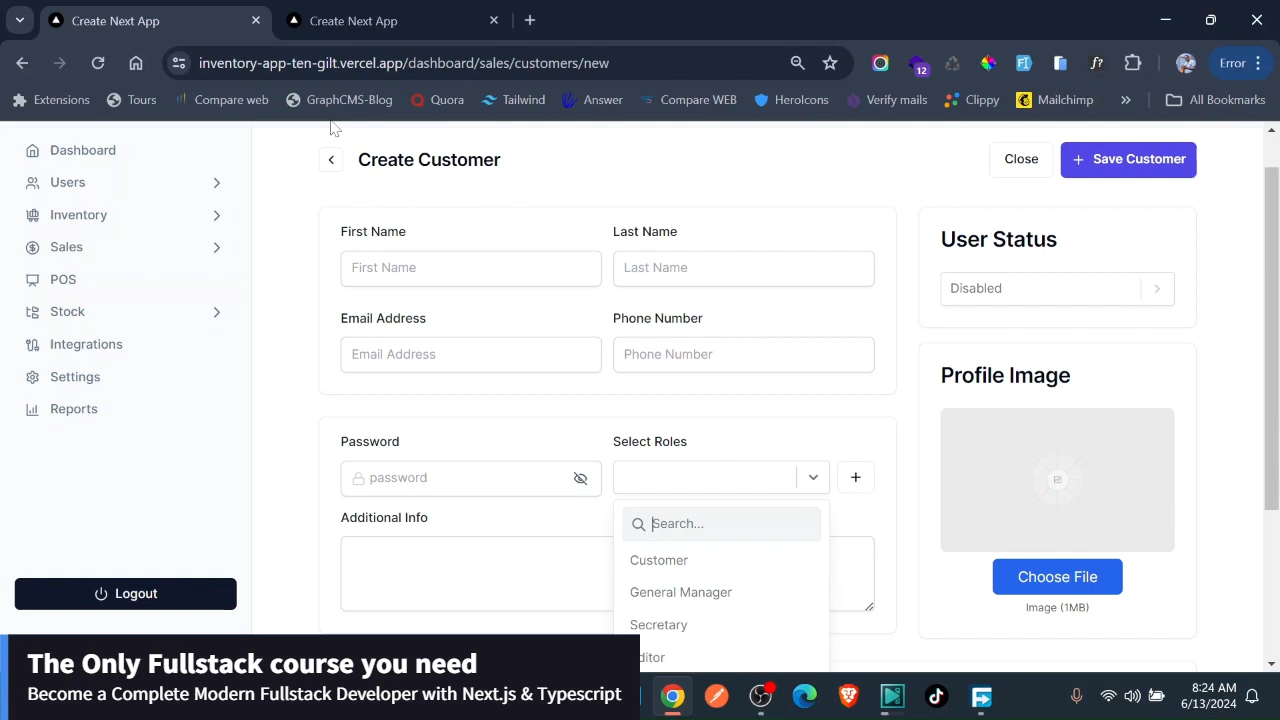 Create Next App
Create Next App
inventory-app-ten-gilt.vercel.app/dashboard/sales/customers/new
12
Error
Extensions
Tours
Compare web
GraphCMS-Blog
Quora
Tailwind
Answer
Compare WEB
HeroIcons
Verify mails
Clippy
Mailchimp
All Bookmarks
Dashboard
Users
Inventory
Sales
POS
Stock
Integrations
Settings
Reports
Logout
Create Customer
Close
+ Save Customer
First Name
Last Name
First Name
Last Name
Email Address
Phone Number
Email Address
Phone Number
Password
Select Roles
password
Additional Info
Search...
Customer
General Manager
Secretary
ditor
User Status
Disabled
Profile Image
Choose File
Image (1MB)
The Only Fullstack course you need
Become a Complete Modern Fullstack Developer with Next.js & Typescript
8:24 AM
6/13/2024